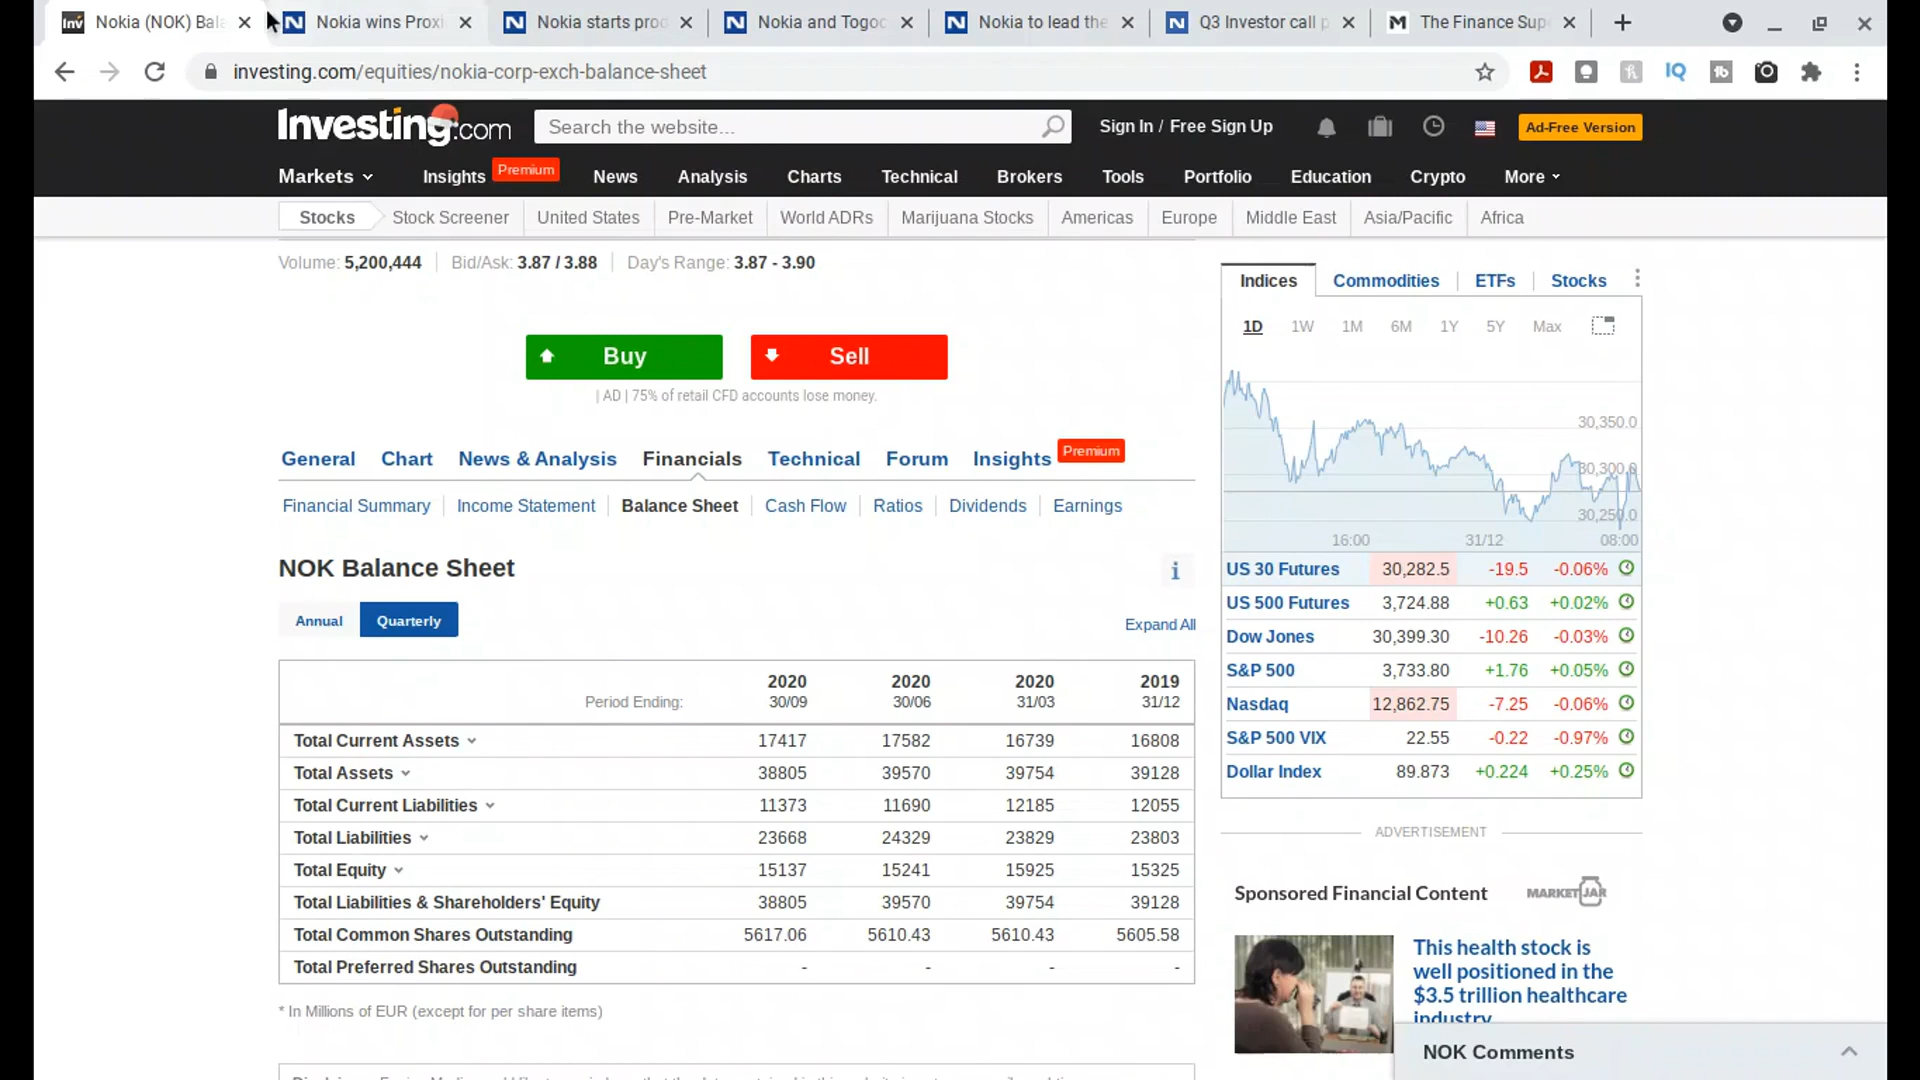 Nokia (NOK) Bala
Nokia wins Proxi
Nokia starts proc
Nokia and Togoc
Nokia to lead the
Q3 Investor call p
The Finance Sup
investing.com/equities/nokia-corp-exch-balance-sheet
Investing.com
Search the website...
Sign In / Free Sign Up
Ad-Free Version
Markets
Insights Premium
News
Analysis
Charts
Technical
Brokers
Tools
Portfolio
Education
Crypto
More
Stocks
Stock Screener
United States
Pre-Market
World ADRs
Marijuana Stocks
Americas
Europe
Middle East
Asia/Pacific
Africa
Volume: 5,200,444 Bid/Ask: 3.87 / 3.88 Day's Range: 3.87 - 3.90
Buy
Sell
| AD | 75% of retail CFD accounts lose money.
General Chart News & Analysis Financials Technical Forum Insights Premium
Financial Summary Income Statement Balance Sheet Cash Flow Ratios Dividends Earnings
NOK Balance Sheet
i
Annual Quarterly
Expand All
2020 2020 2020 2019
Period Ending: 30/09 30/06 31/03 31/12
Total Current Assets 17417 17582 16739 16808
Total Assets 38805 39570 39754 39128
Total Current Liabilities 11373 11690 12185 12055
Total Liabilities 23668 24329 23829 23803
Total Equity 15137 15241 15925 15325
Total Liabilities & Shareholders' Equity 38805 39570 39754 39128
Total Common Shares Outstanding 5617.06 5610.43 5610.43 5605.58
Total Preferred Shares Outstanding - - - -
* In Millions of EUR (except for per share items)
Indices Commodities ETFs Stocks
1D 1W 1M 6M 1Y 5Y Max
30,350.0
30,300.0
30,250.0
16:00 31/12 08:00
US 30 Futures 30,282.5 -19.5 -0.06%
US 500 Futures 3,724.88 +0.63 +0.02%
Dow Jones 30,399.30 -10.26 -0.03%
S&P 500 3,733.80 +1.76 +0.05%
Nasdaq 12,862.75 -7.25 -0.06%
S&P 500 VIX 22.55 -0.22 -0.97%
Dollar Index 89.873 +0.224 +0.25%
ADVERTISEMENT
Sponsored Financial Content MARKETJAR
This health stock is
well positioned in the
$3.5 trillion healthcare
industry
NOK Comments